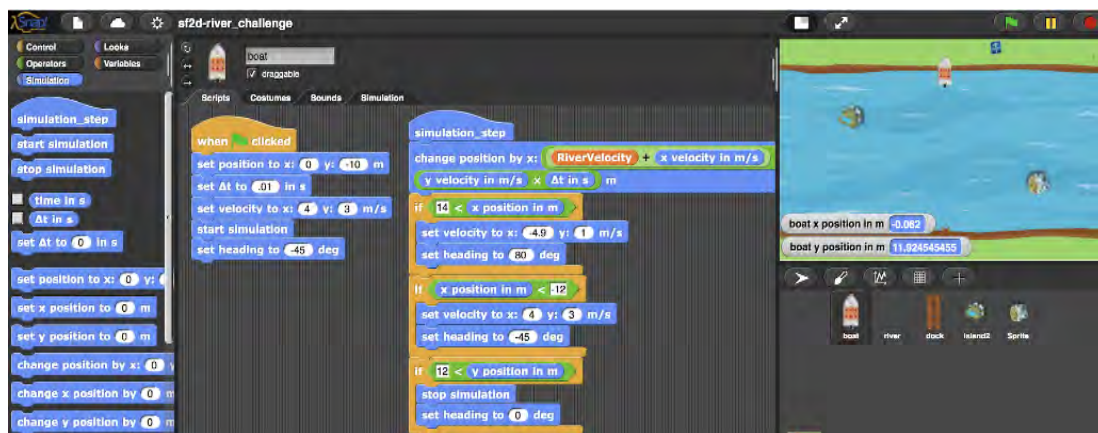 Snap!
sf2d-river_challenge
Control
Looks
Operators
Variables
Simulation
simulation_step
start simulation
stop simulation
time in s
Δt in s
set Δt to 0 in s
set position to x: 0 y:
set x position to 0 m
set y position to 0 m
change position by x: 0
change x position by 0 m
change y position by 0 m
boat
draggable
Scripts Costumes Bounds Simulation
when clicked
set position to x: 0 y: -10 m
set Δt to .01 in s
set velocity to x: 4 y: 3 m/s
start simulation
set heading to -45 deg
simulation_step
change position by x: RiverVelocity + x velocity in m/s
y velocity in m/s × Δt in s m
if 14 < x position in m
set velocity to x: -4.9 y: 1 m/s
set heading to 80 deg
if x position in m < -12
set velocity to x: 4 y: 3 m/s
set heading to -45 deg
if 12 < y position in m
stop simulation
set heading to 0 deg
boat x position in m -0.062
boat y position in m 11.924545455
boat
river
dock
island2
Sprite